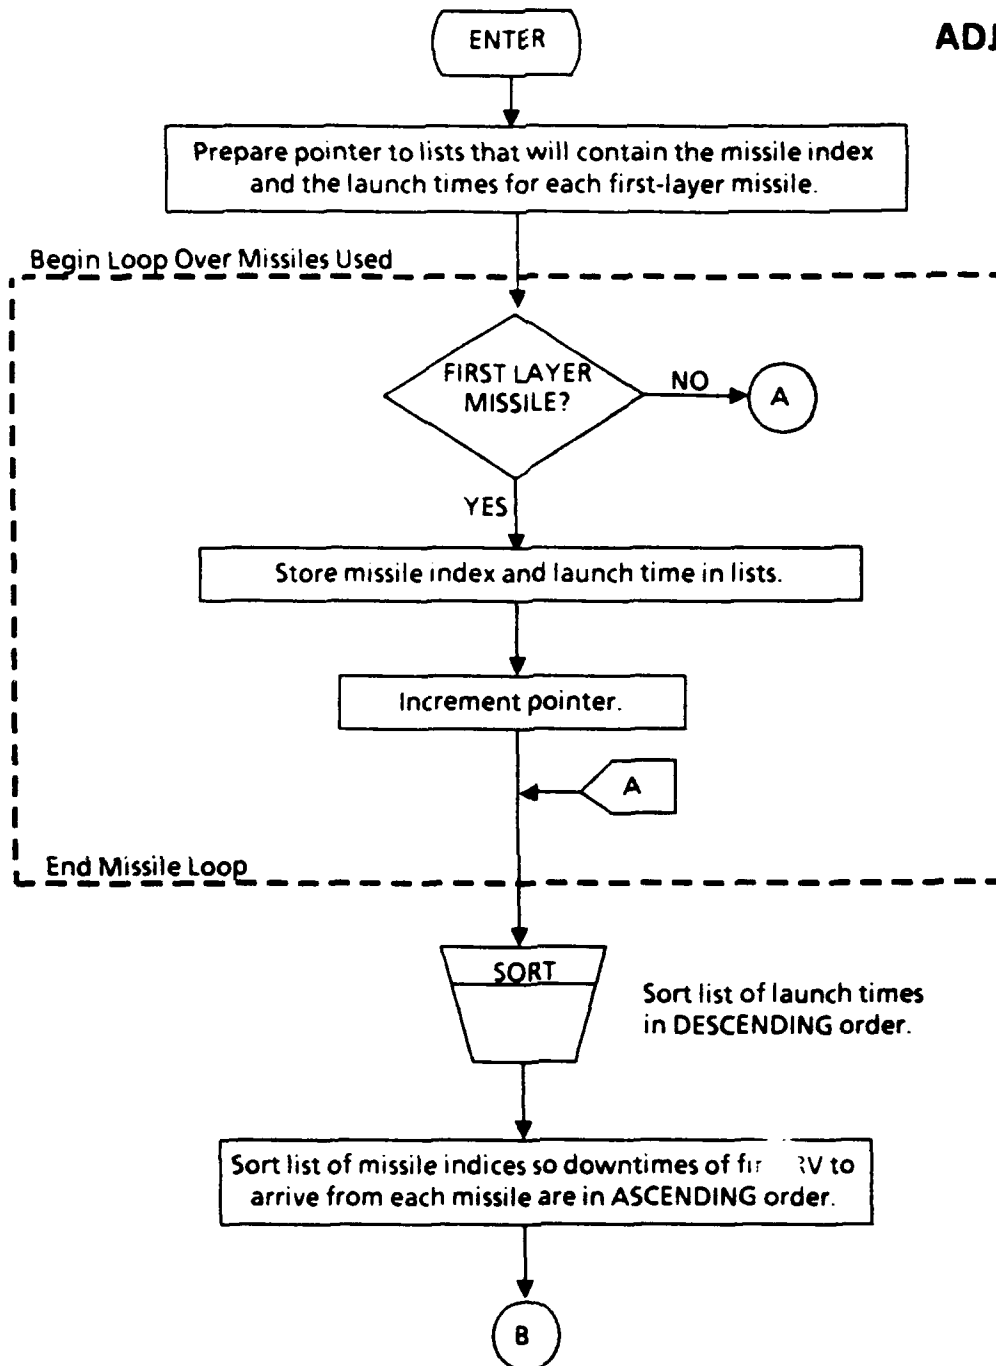 ENTER
ADJ
Prepare pointer to lists that will contain the missile index
and the launch times for each first-layer missile.
Begin Loop Over Missiles Used
FIRST LAYER
MISSILE?
NO
A
YES
Store missile index and launch time in lists.
Increment pointer.
A
End Missile Loop
SORT
Sort list of launch times
in DESCENDING order.
Sort list of missile indices so downtimes of to
arrive from each missile are in ASCENDING order.
B